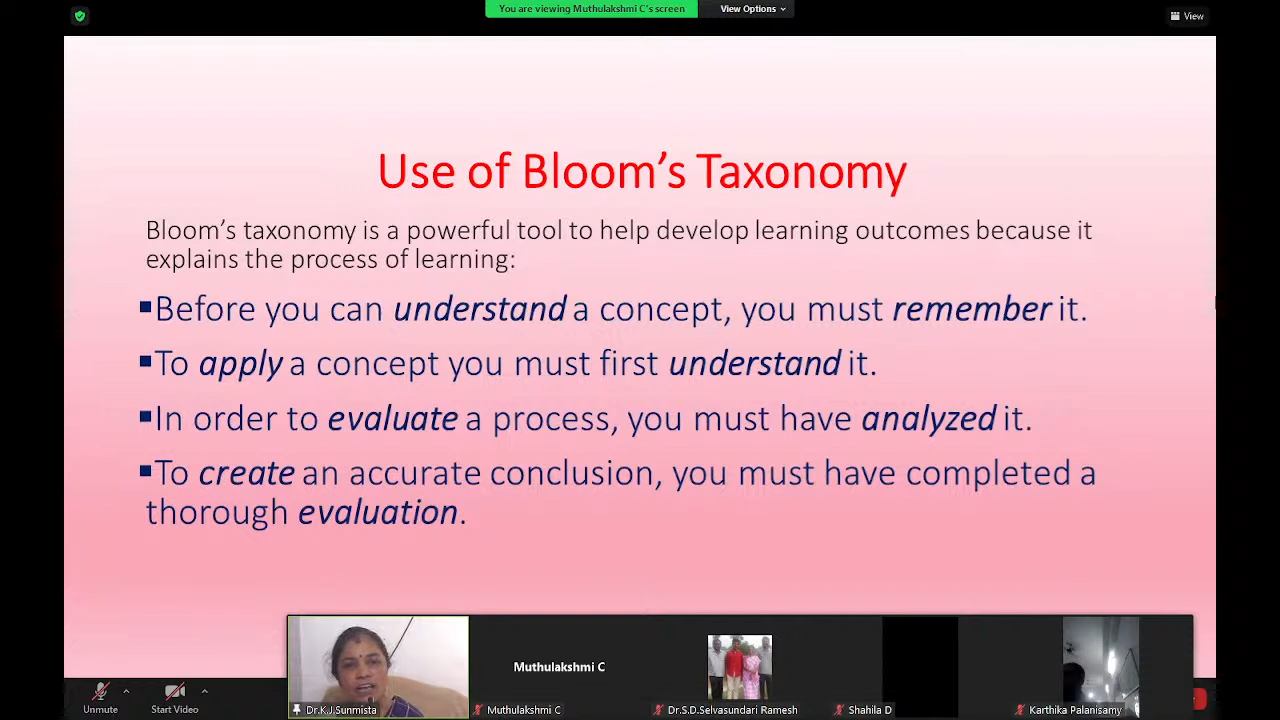 You are viewing Muthulakshmi C's screen
View Options
View
Use of Bloom's Taxonomy
Bloom's taxonomy is a powerful tool to help develop learning outcomes because it
explains the process of learning:
▪Before you can understand a concept, you must remember it.
▪To apply a concept you must first understand it.
▪In order to evaluate a process, you must have analyzed it.
▪To create an accurate conclusion, you must have completed a
thorough evaluation.
Muthulakshmi C
Unmute
Start Video
Dr.K.J.Sunmista
Muthulakshmi C
Dr.S.D.Selvasundari Ramesh
Shahila D
Karthika Palanisamy